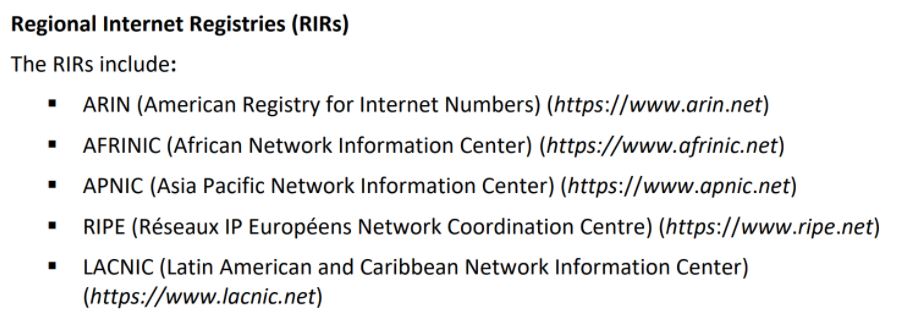 Regional Internet Registries (RIRs)
The RIRs include:
▪ ARIN (American Registry for Internet Numbers) (https://www.arin.net)
▪ AFRINIC (African Network Information Center) (https://www.afrinic.net)
▪ APNIC (Asia Pacific Network Information Center) (https://www.apnic.net)
▪ RIPE (Réseaux IP Européens Network Coordination Centre) (https://www.ripe.net)
▪ LACNIC (Latin American and Caribbean Network Information Center)
(https://www.lacnic.net)